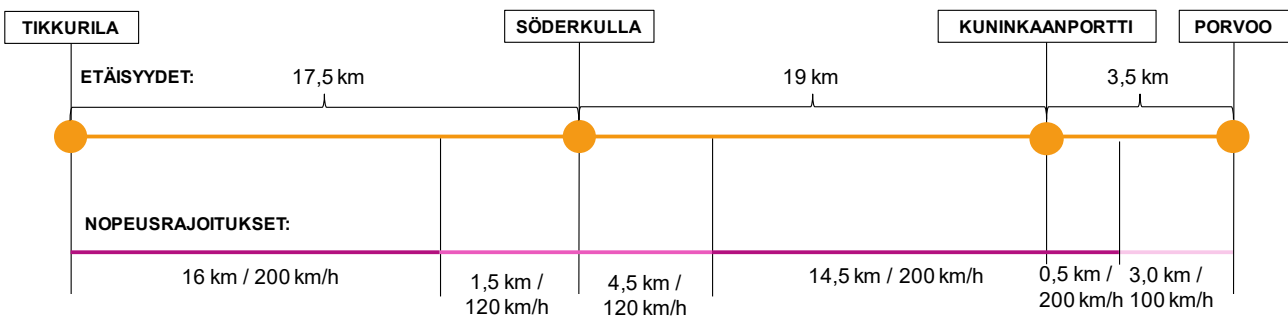 TIKKURILA
SÖDERKULLA
KUNINKAANPORTTI
PORVOO
ETÄISYYDET:
17,5 km
19 km
3,5 km
NOPEUSRAJOITUKSET:
16 km / 200 km/h
1,5 km /
120 km/h
4,5 km /
120 km/h
14,5 km / 200 km/h
0,5 km /
200 km/h
3,0 km /
100 km/h